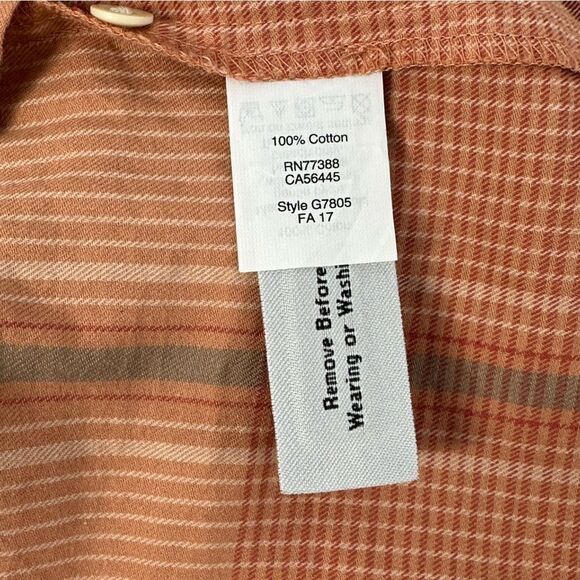 100% Cotton
RN77388
CA56445
Style G7805
FA 17
Remove Before
Wearing or Washi